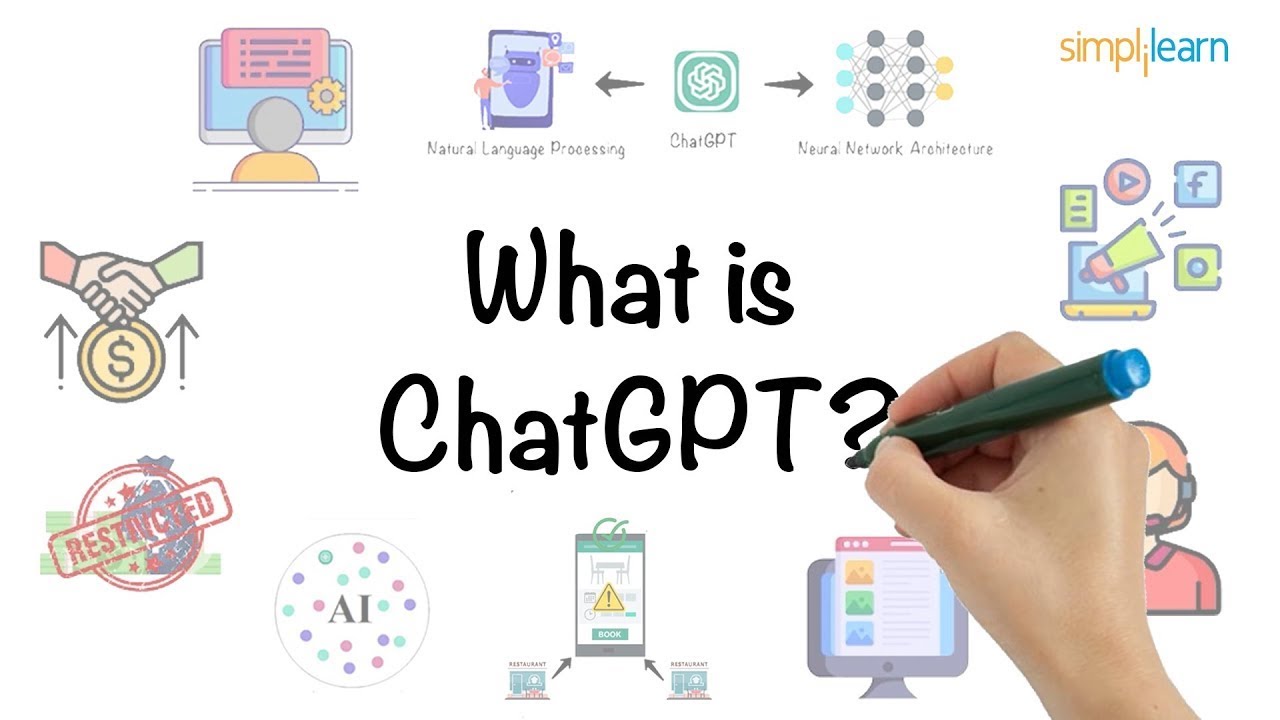 simplilearn
Natural Language Processing
ChatGPT
Neural Network Architecture
f
What is
ChatGPT?
$
RESTRICTED
AI
BOOK
RESTAURANT
RESTAURANT